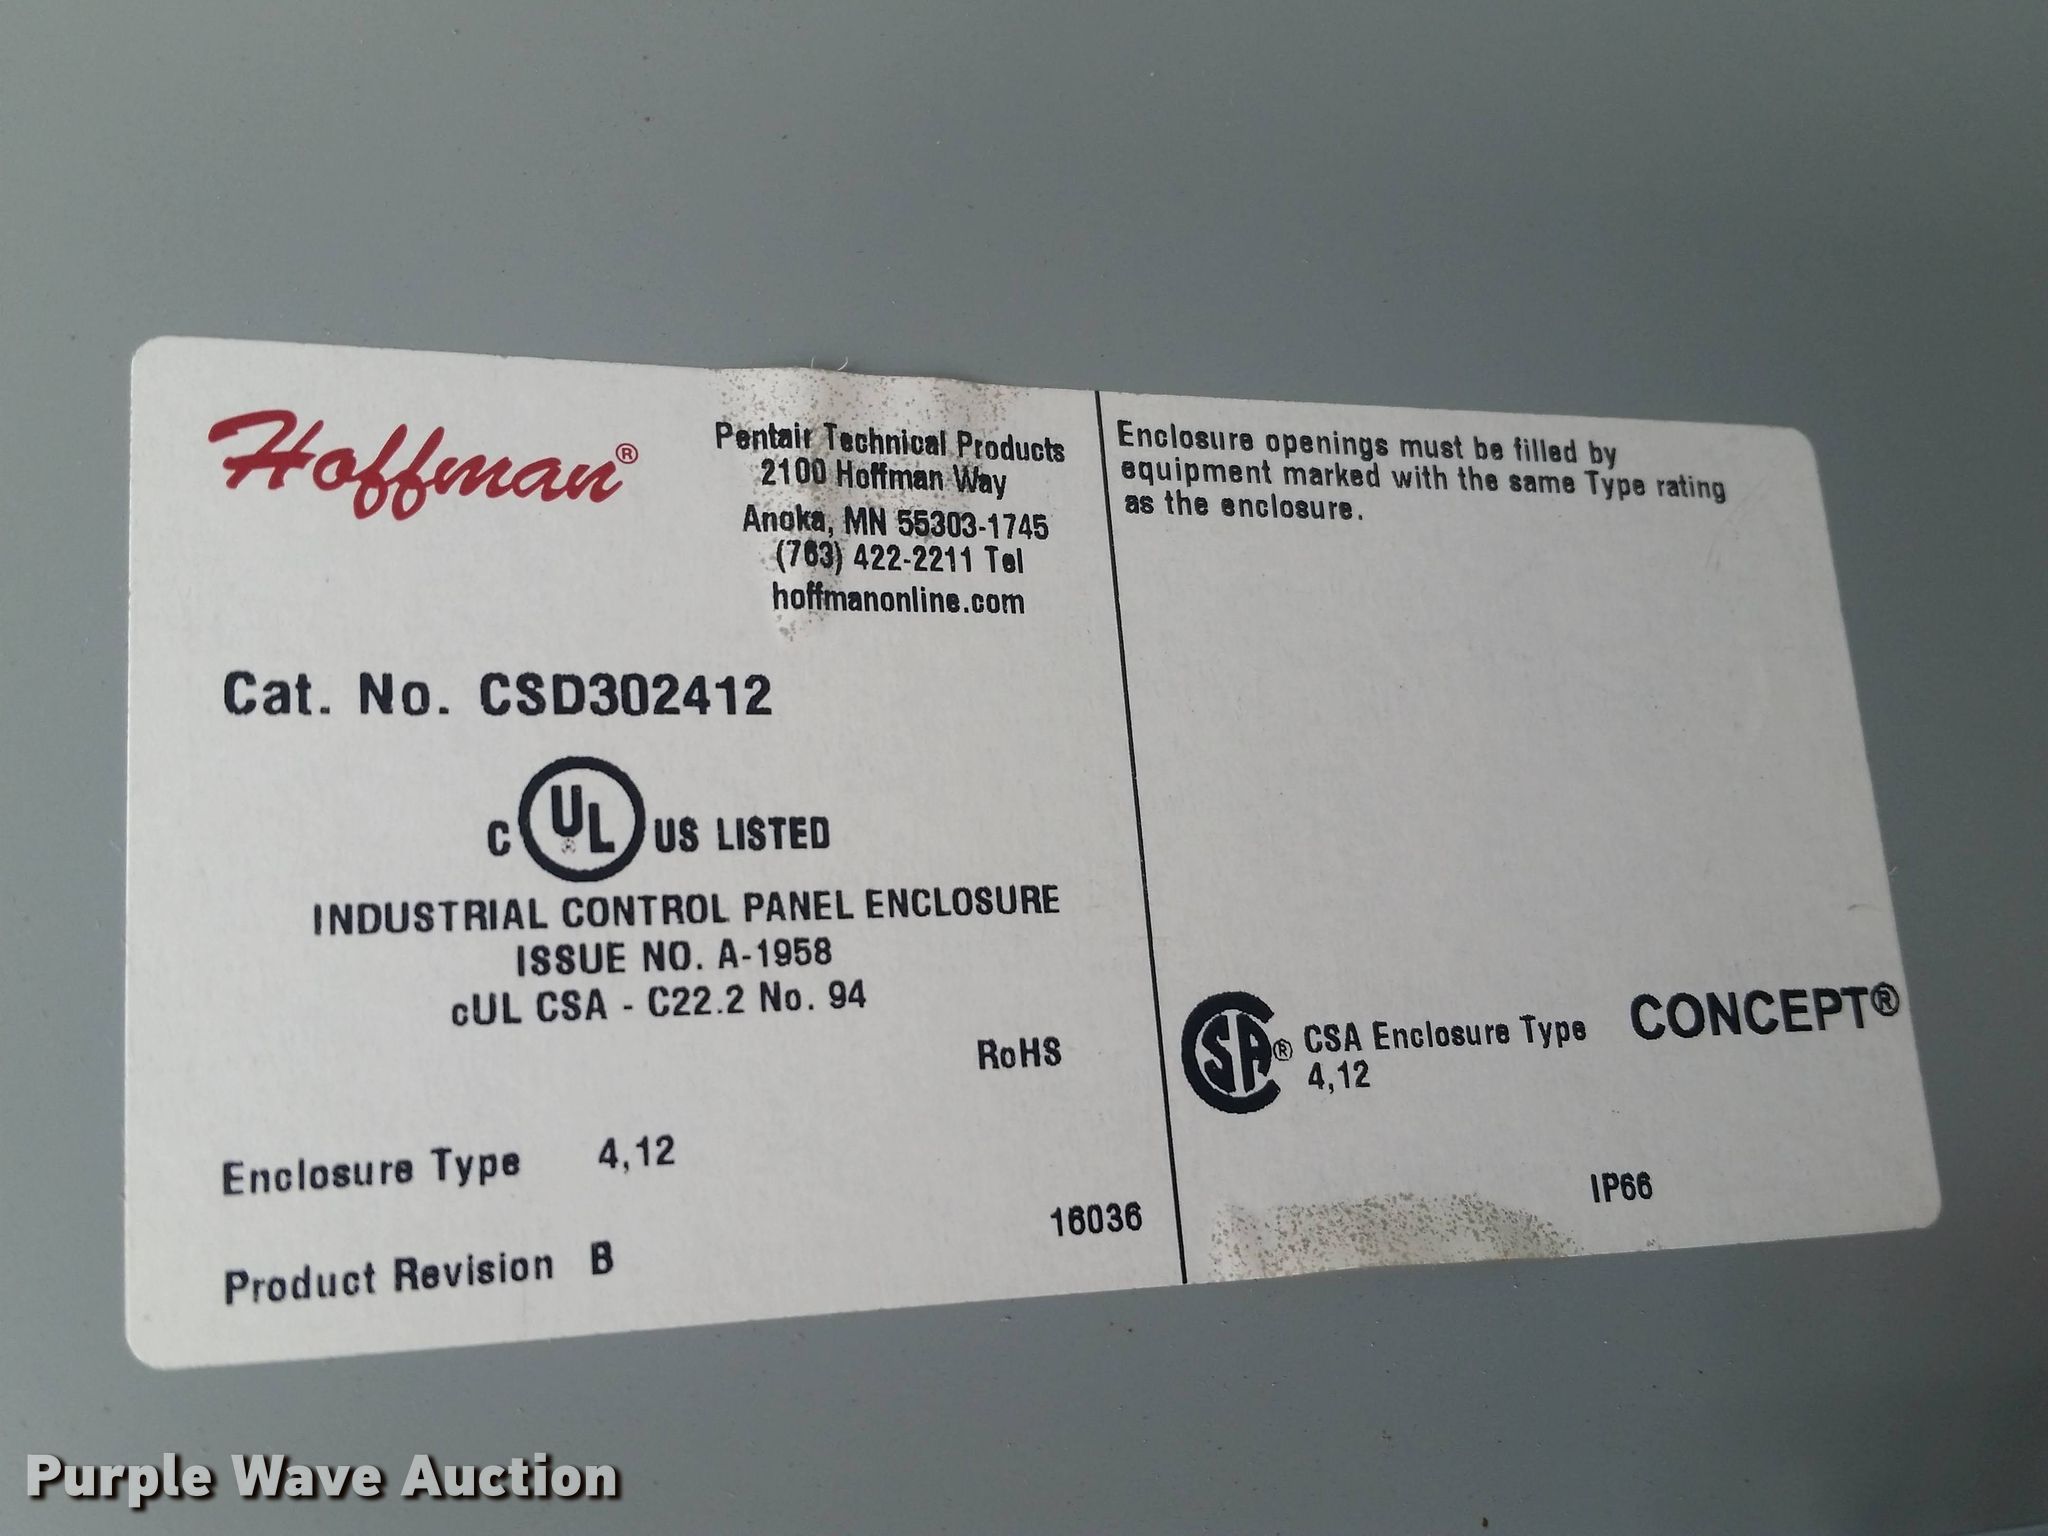 Hoffman®
Pentair Technical Products
2100 Hoffman Way
Anoka, MN 55303-1745
(763) 422-2211 Tel
hoffmanonline.com
Cat. No. CSD302412
C UL® US LISTED
INDUSTRIAL CONTROL PANEL ENCLOSURE
ISSUE NO. A-1958
cUL CSA - C22.2 No. 94
RoHS
Enclosure Type 4,12
16036
Product Revision B
Enclosure openings must be filled by
equipment marked with the same Type rating
as the enclosure.
CSA® CSA Enclosure Type CONCEPT®
4,12
IP66
Purple Wave Auction